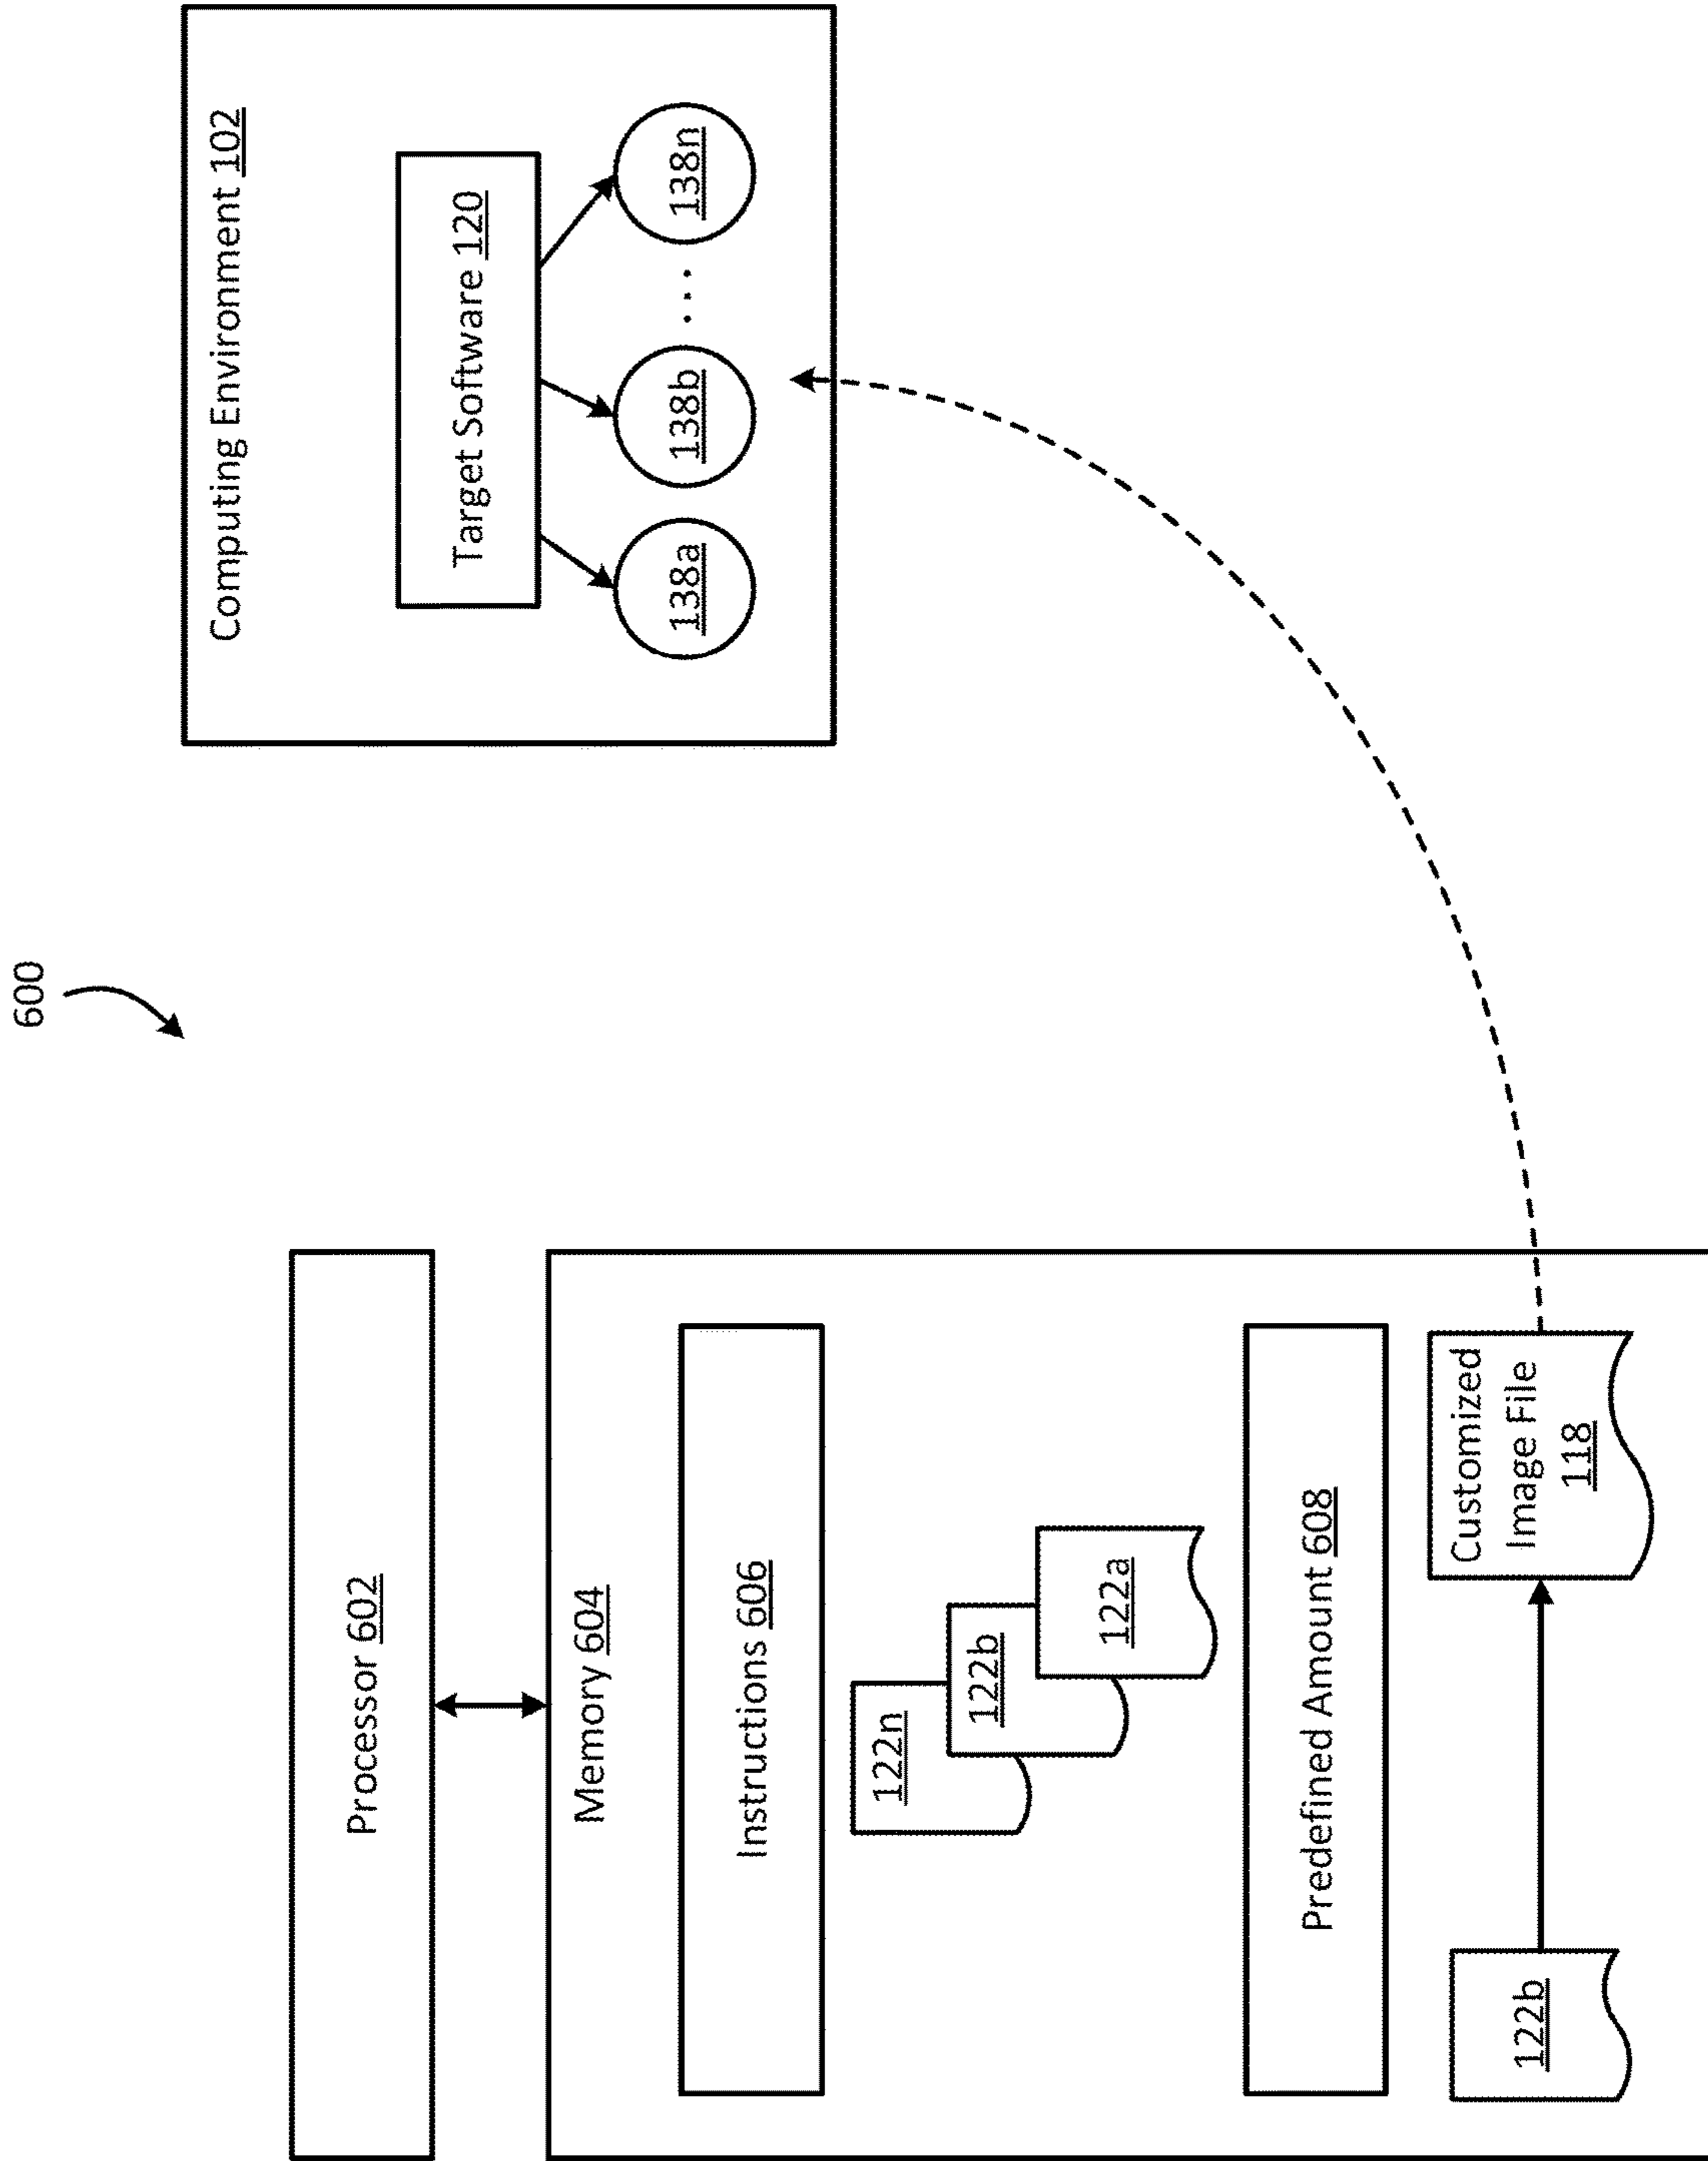 600
Processor 602
Memory 604
Instructions 606
122n
122b
122a
Predefined Amount 608
122b
Customized
Image File
118
Computing Environment 102
Target Software 120
138a
138b
...
138n